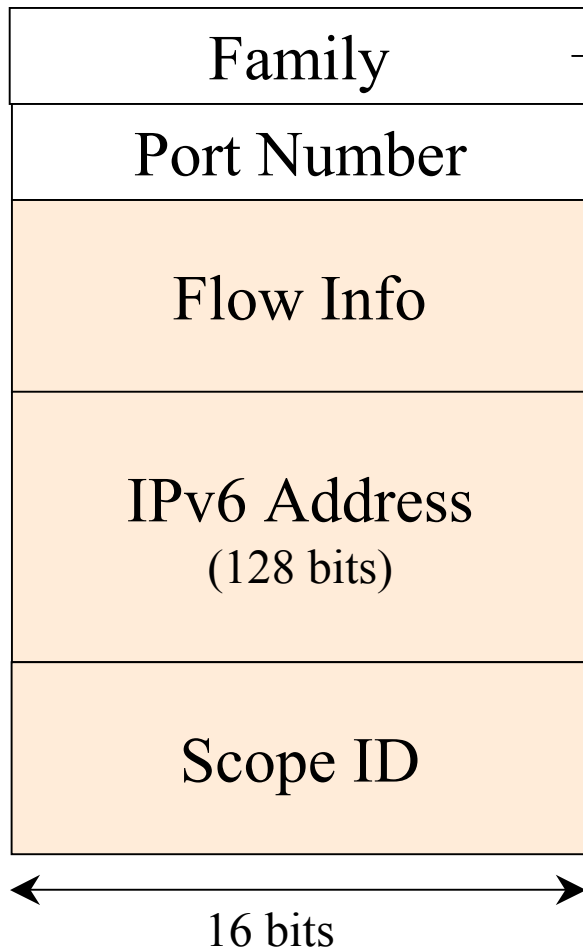 Family
Port Number
Flow Info
IPv6 Address
(128 bits)
Scope ID
16 bits